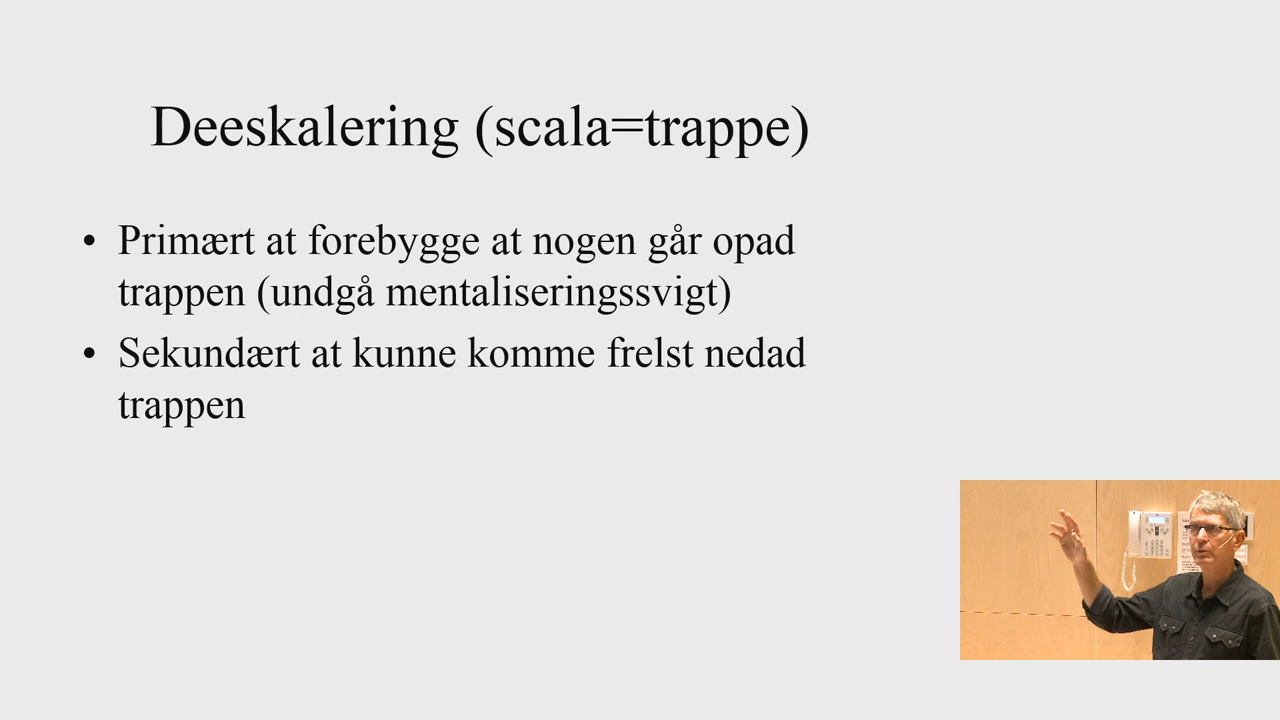 Deeskalering (scala=trappe)
• Primært at forebygge at nogen går opad
trappen (undgå mentaliseringssvigt)
• Sekundært at kunne komme frelst nedad
trappen